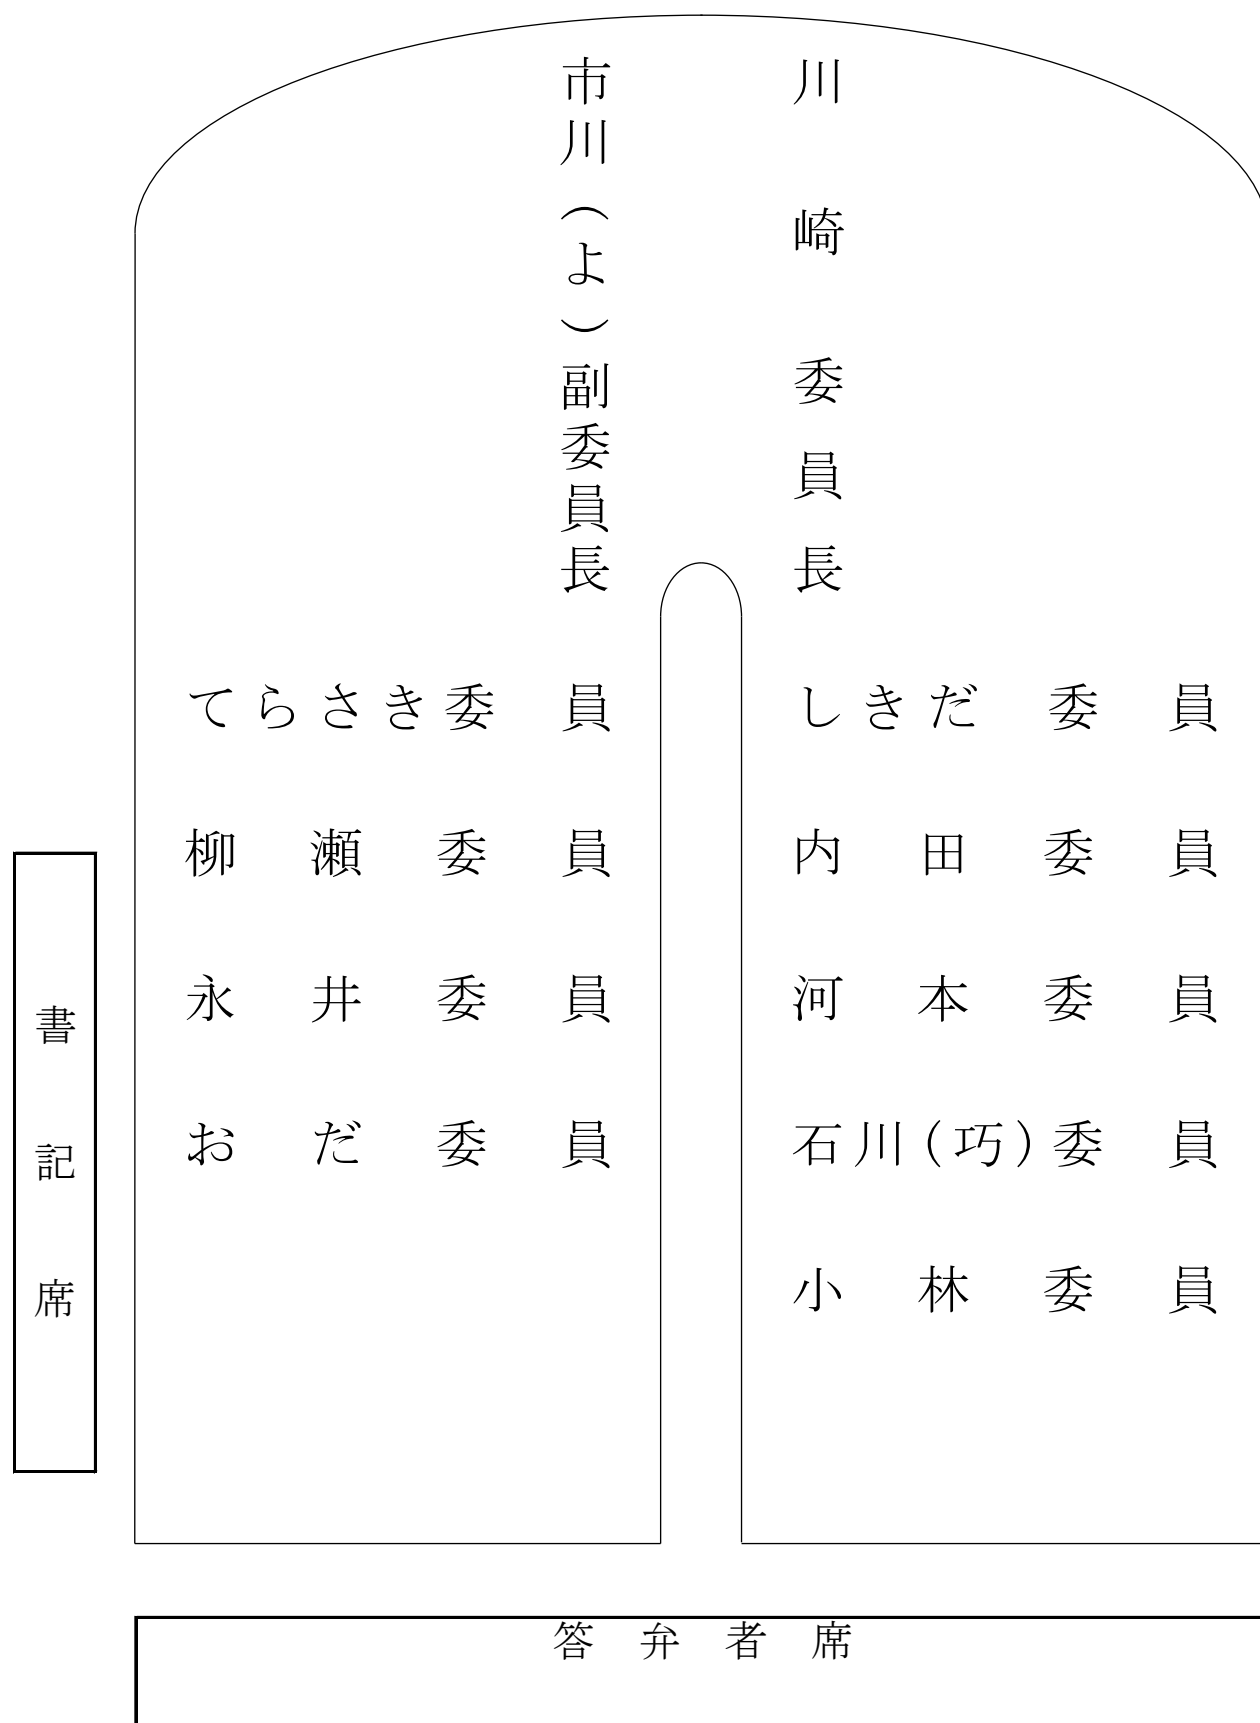 川崎委員長
市川（よ）副委員長
てらさき委員
しきだ委員
柳瀬委員
内田委員
永井委員
河本委員
おだ委員
石川(巧)委員
小林委員
書記席
答弁者席